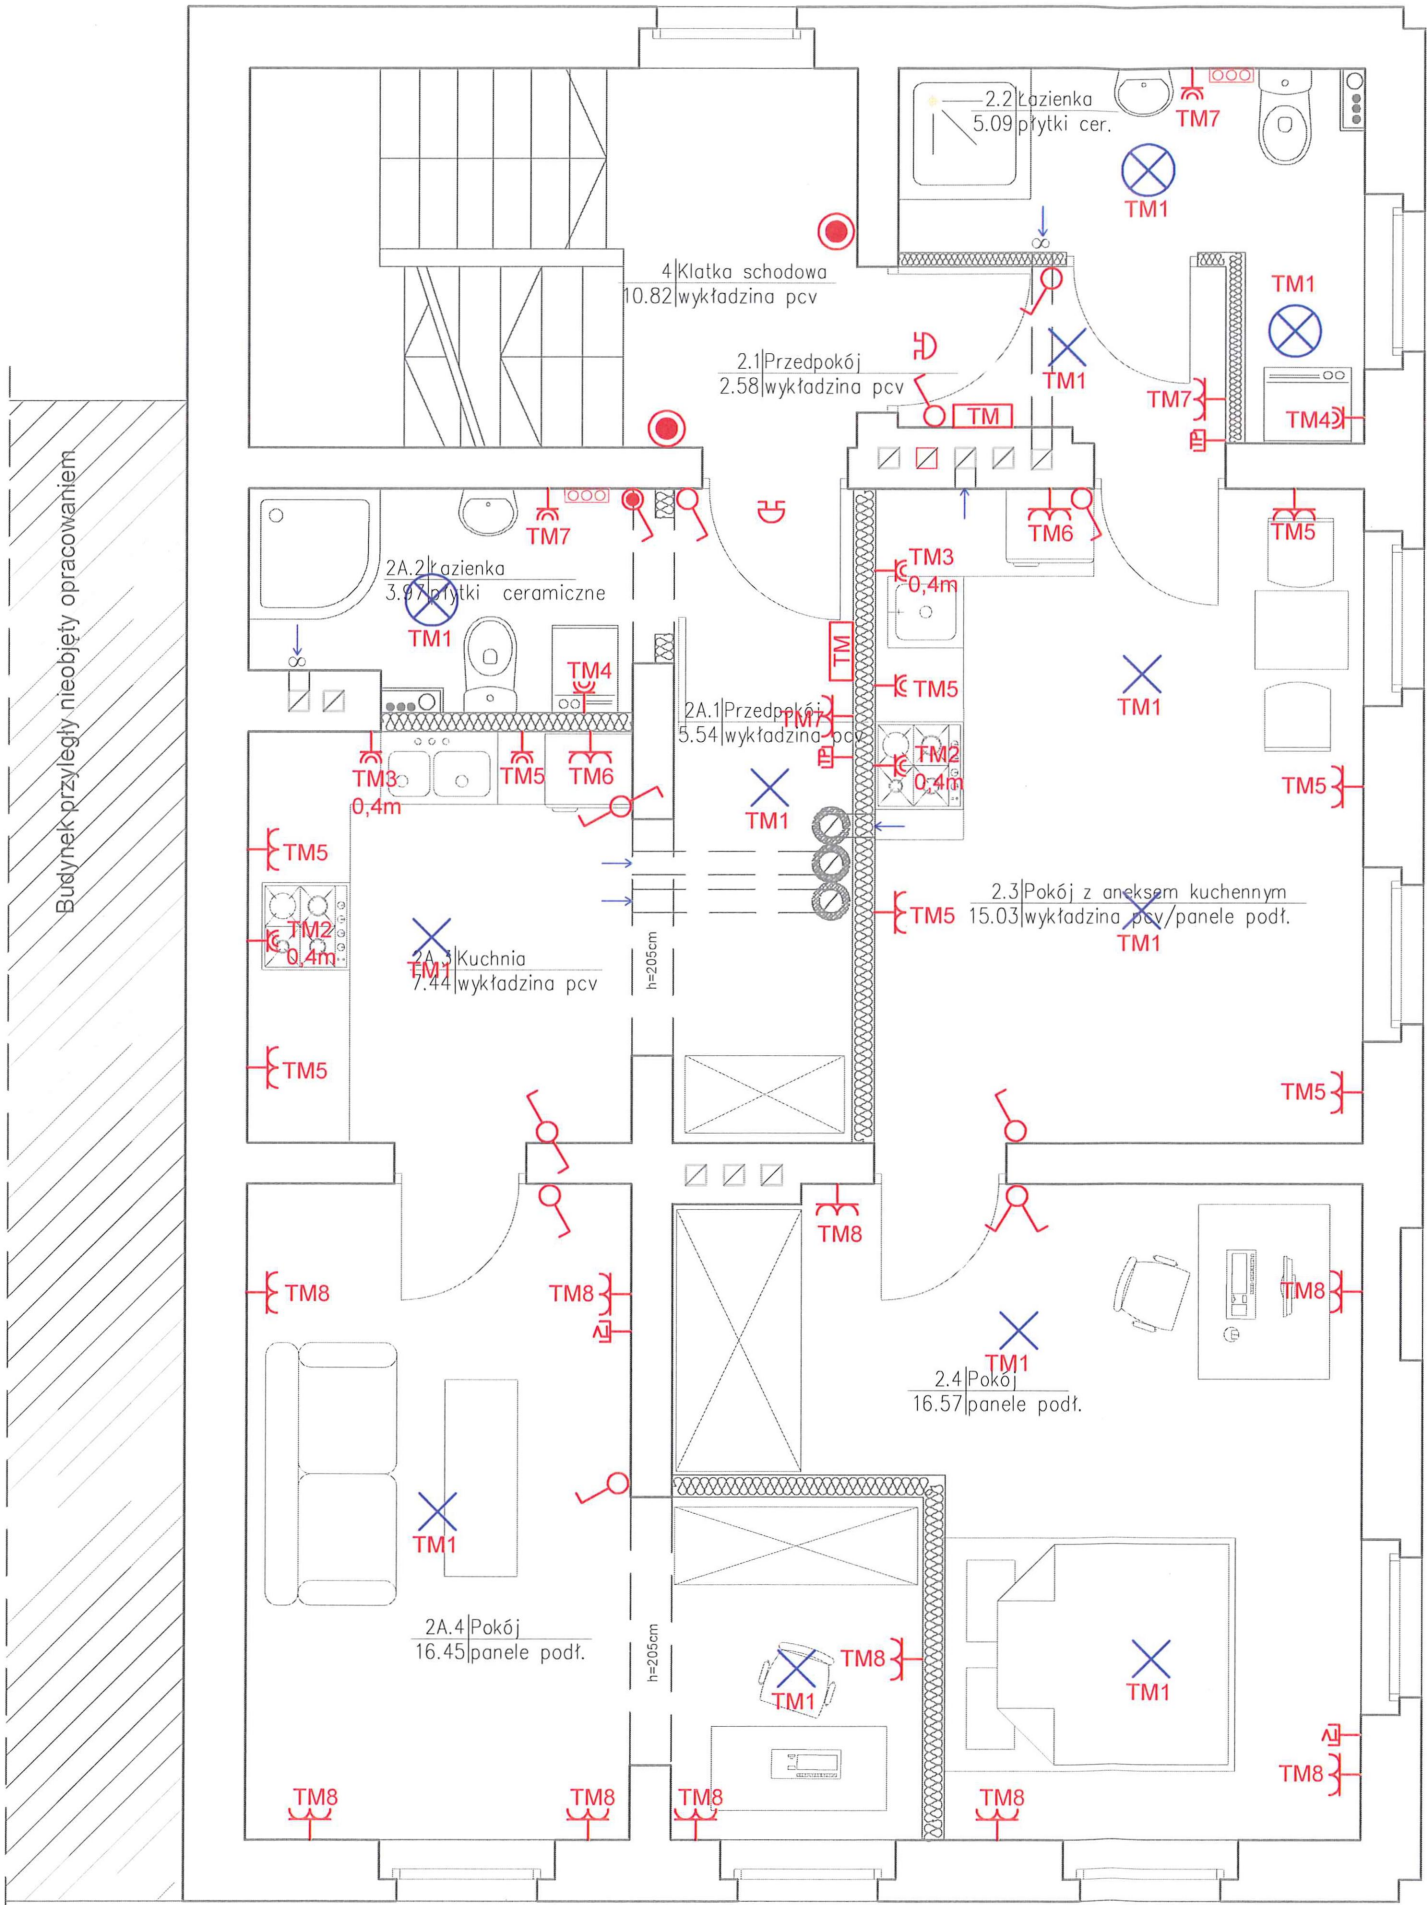 2.2 Łazienka
5.09 płytki cer.
TM7
TM1
4 Klatka schodowa
10.82 wykładzina pcv
TM1
2.1 Przedpokój
2.58 wykładzina pcv
TM1
TM7
TM
TM4
TP
Budynek przyległy nieobjęty opracowaniem
TM7
TM6
TM5
2A.2 Łazienka
3.97 płytki ceramiczne
TM3
0,4m
TM1
TM
TM4
TM5
TM1
2A.1 Przedpokój
5.54 wykładzina pcv
TM7
TP
TM3
0,4m
TM5
TM6
TM2
0,4m
TM5
TM1
TM5
2.3 Pokój z aneksem kuchennym
15.03 wykładzina pcv/panele podł.
TM5
TM1
TM2
0,4m
2A.3 Kuchnia
7.44 wykładzina pcv
TM1
h=205cm
TM5
TM5
TM8
TM8
TM8
TM8
TV
TM1
2.4 Pokój
16.57 panele podł.
TM1
2A.4 Pokój
16.45 panele podł.
h=205cm
TM8
TM1
TM1
TV
TM8
TM8
TM8
TM8
TM8